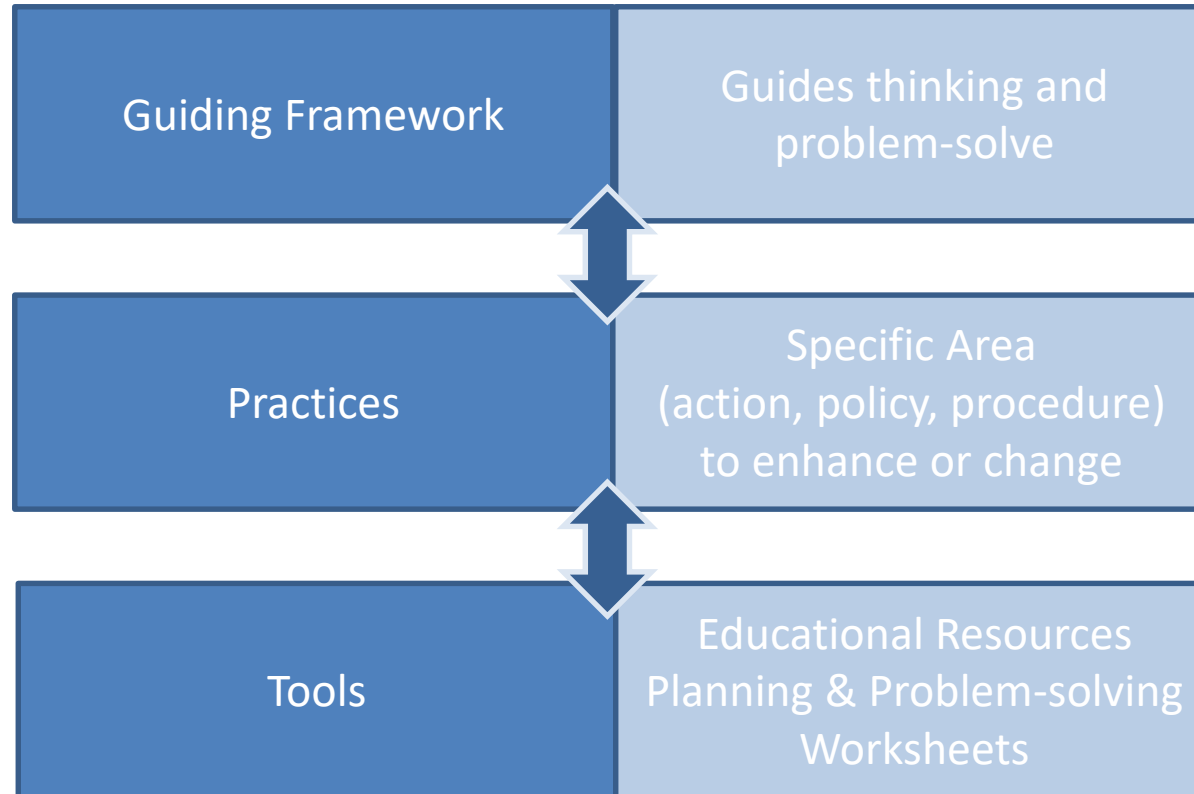 Guiding Framework
Guides thinking and
problem-solve
Practices
Specific Area
(action, policy, procedure)
to enhance or change
Tools
Educational Resources
Planning & Problem-solving
Worksheets